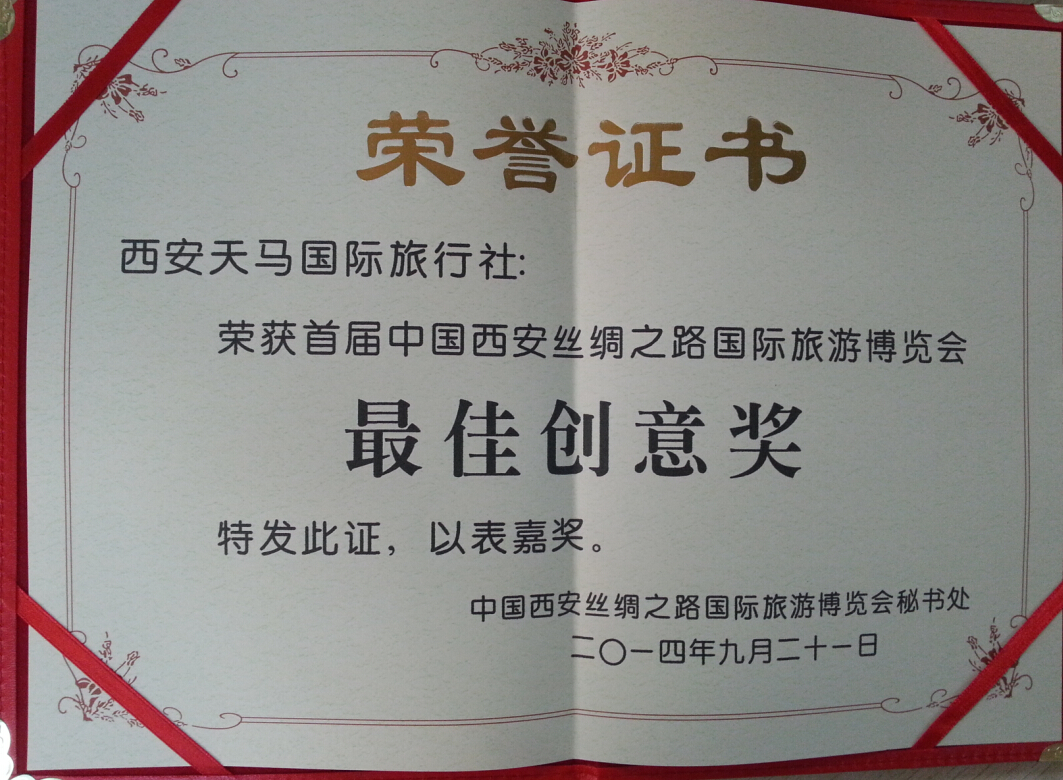 荣誉证书
西安天马国际旅行社:
荣获首届中国西安丝绸之路国际旅游博览会
最佳创意奖
特发此证，以表嘉奖。
中国西安丝绸之路国际旅游博览会秘书处
二〇一四年九月二十一日